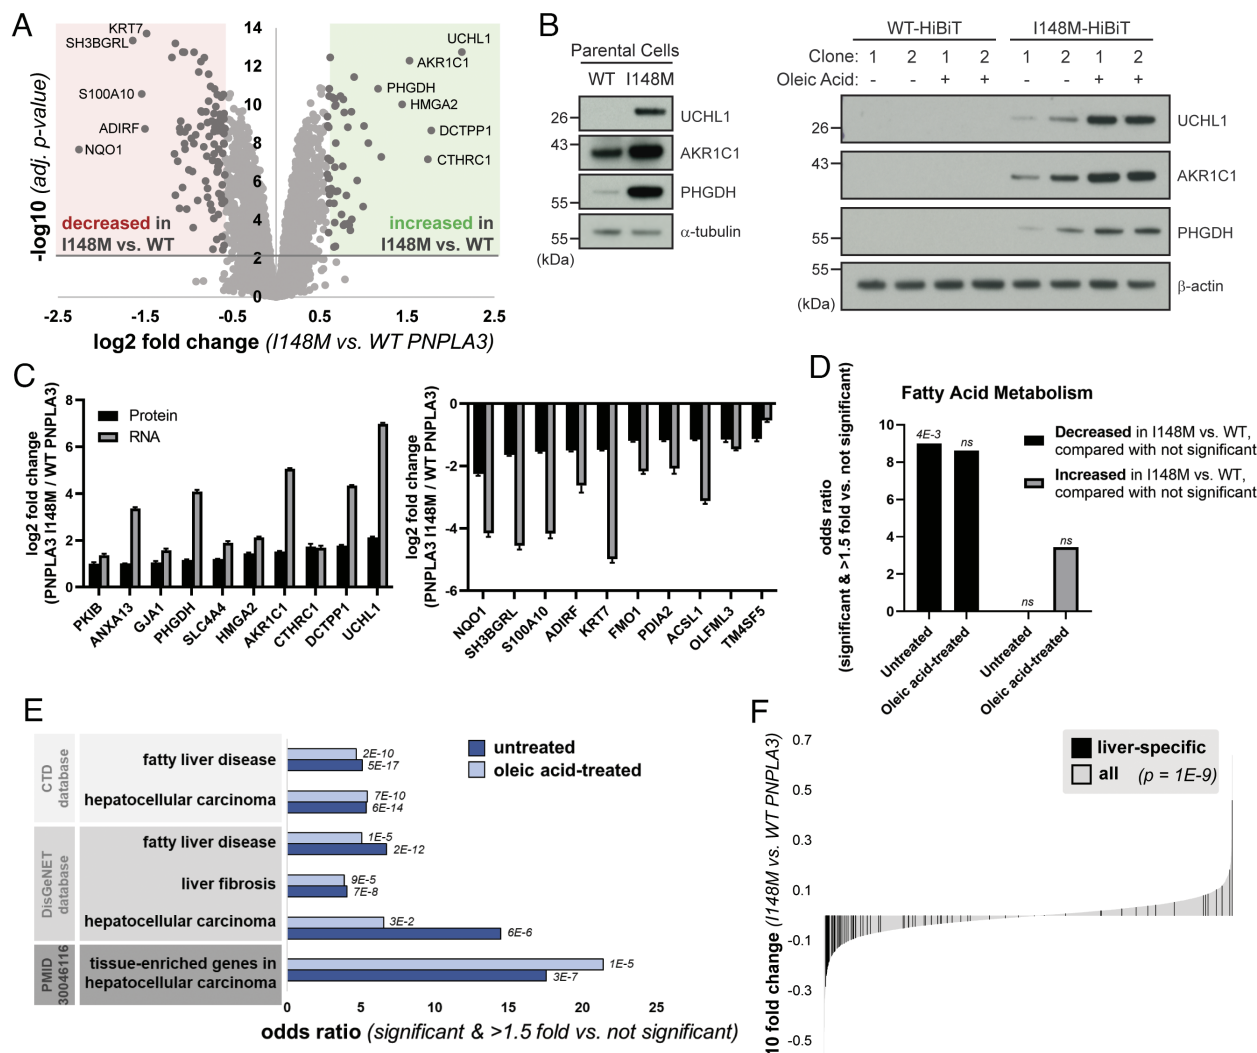 A
-log10 (adj. p-value)
14
12
10
8
6
4
2
0
KRT7
SH3BGRL
S100A10
ADIRF
NQO1
UCHL1
AKR1C1
PHGDH
HMGA2
DCTPP1
CTHRC1
decreased in
I148M vs. WT
increased in
I148M vs. WT
-2.5 -1.5 -0.5 0.5 1.5 2.5
log2 fold change (I148M vs. WT PNPLA3)
B
Parental Cells
WT I148M
26
UCHL1
43
AKR1C1
55
PHGDH
55
α-tubulin
(kDa)
WT-HiBiT I148M-HiBiT
Clone: 1 2 1 2 1 2 1 2
Oleic Acid: - - + + - - + +
26
UCHL1
43
AKR1C1
55
PHGDH
55
β-actin
(kDa)
C
log2 fold change
(PNPLA3 I148M / WT PNPLA3)
8
6
4
2
0
Protein
RNA
PKIB
ANXA13
GJA1
PHGDH
SLC4A4
HMGA2
AKR1C1
CTHRC1
DCTPP1
UCHL1
log2 fold change
(PNPLA3 I148M / WT PNPLA3)
0
-2
-4
-6
NQO1
SH3BGRL
S100A10
ADIRF
KRT7
FMO1
PDIA2
ACSL1
OLFML3
TM4SF5
D
Fatty Acid Metabolism
odds ratio
(significant & >1.5 fold vs. not significant)
10
8
6
4
2
0
4E-3
ns
ns
ns
Untreated
Oleic acid-treated
Untreated
Oleic acid-treated
Decreased in I148M vs. WT,
compared with not significant
Increased in I148M vs. WT,
compared with not significant
E
CTD
database
fatty liver disease
2E-10
5E-17
hepatocellular carcinoma
7E-10
6E-14
DisGeNET
database
fatty liver disease
1E-5
2E-12
liver fibrosis
9E-5
7E-8
hepatocellular carcinoma
3E-2
6E-6
PMID
30046116
tissue-enriched genes in
hepatocellular carcinoma
1E-5
3E-7
untreated
oleic acid-treated
0 5 10 15 20 25
odds ratio (significant & >1.5 fold vs. not significant)
F
10 fold change (I148M vs. WT PNPLA3)
0.7
0.5
0.3
0.1
-0.1
-0.3
-0.5
liver-specific
all (p = 1E-9)